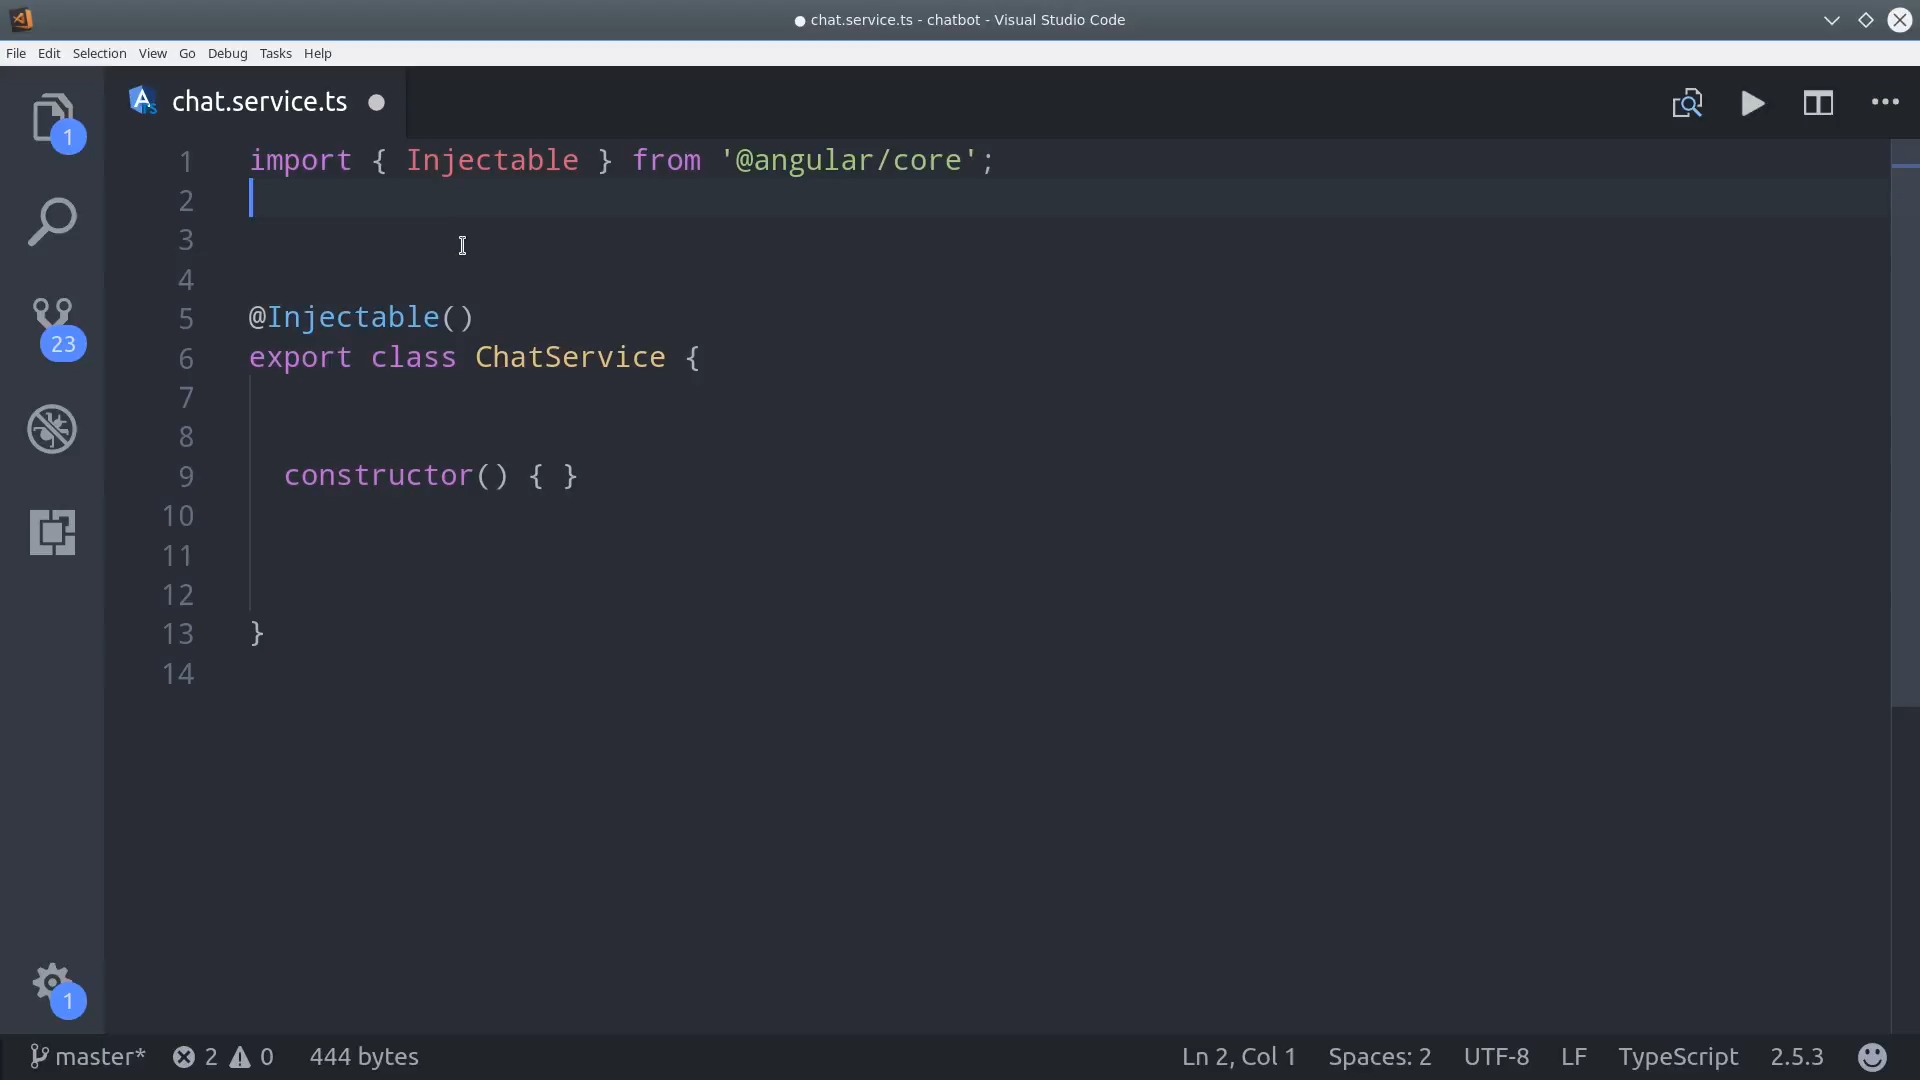 ● chat.service.ts - chatbot - Visual Studio Code
File Edit Selection View Go Debug Tasks Help
1
chat.service.ts ●
1 import { Injectable } from '@angular/core';
2
3
4
23
5 @Injectable()
6 export class ChatService {
7
8
9 constructor() { }
10
11
12
13 }
14
1
master* 2 0 444 bytes Ln 2, Col 1 Spaces: 2 UTF-8 LF TypeScript 2.5.3